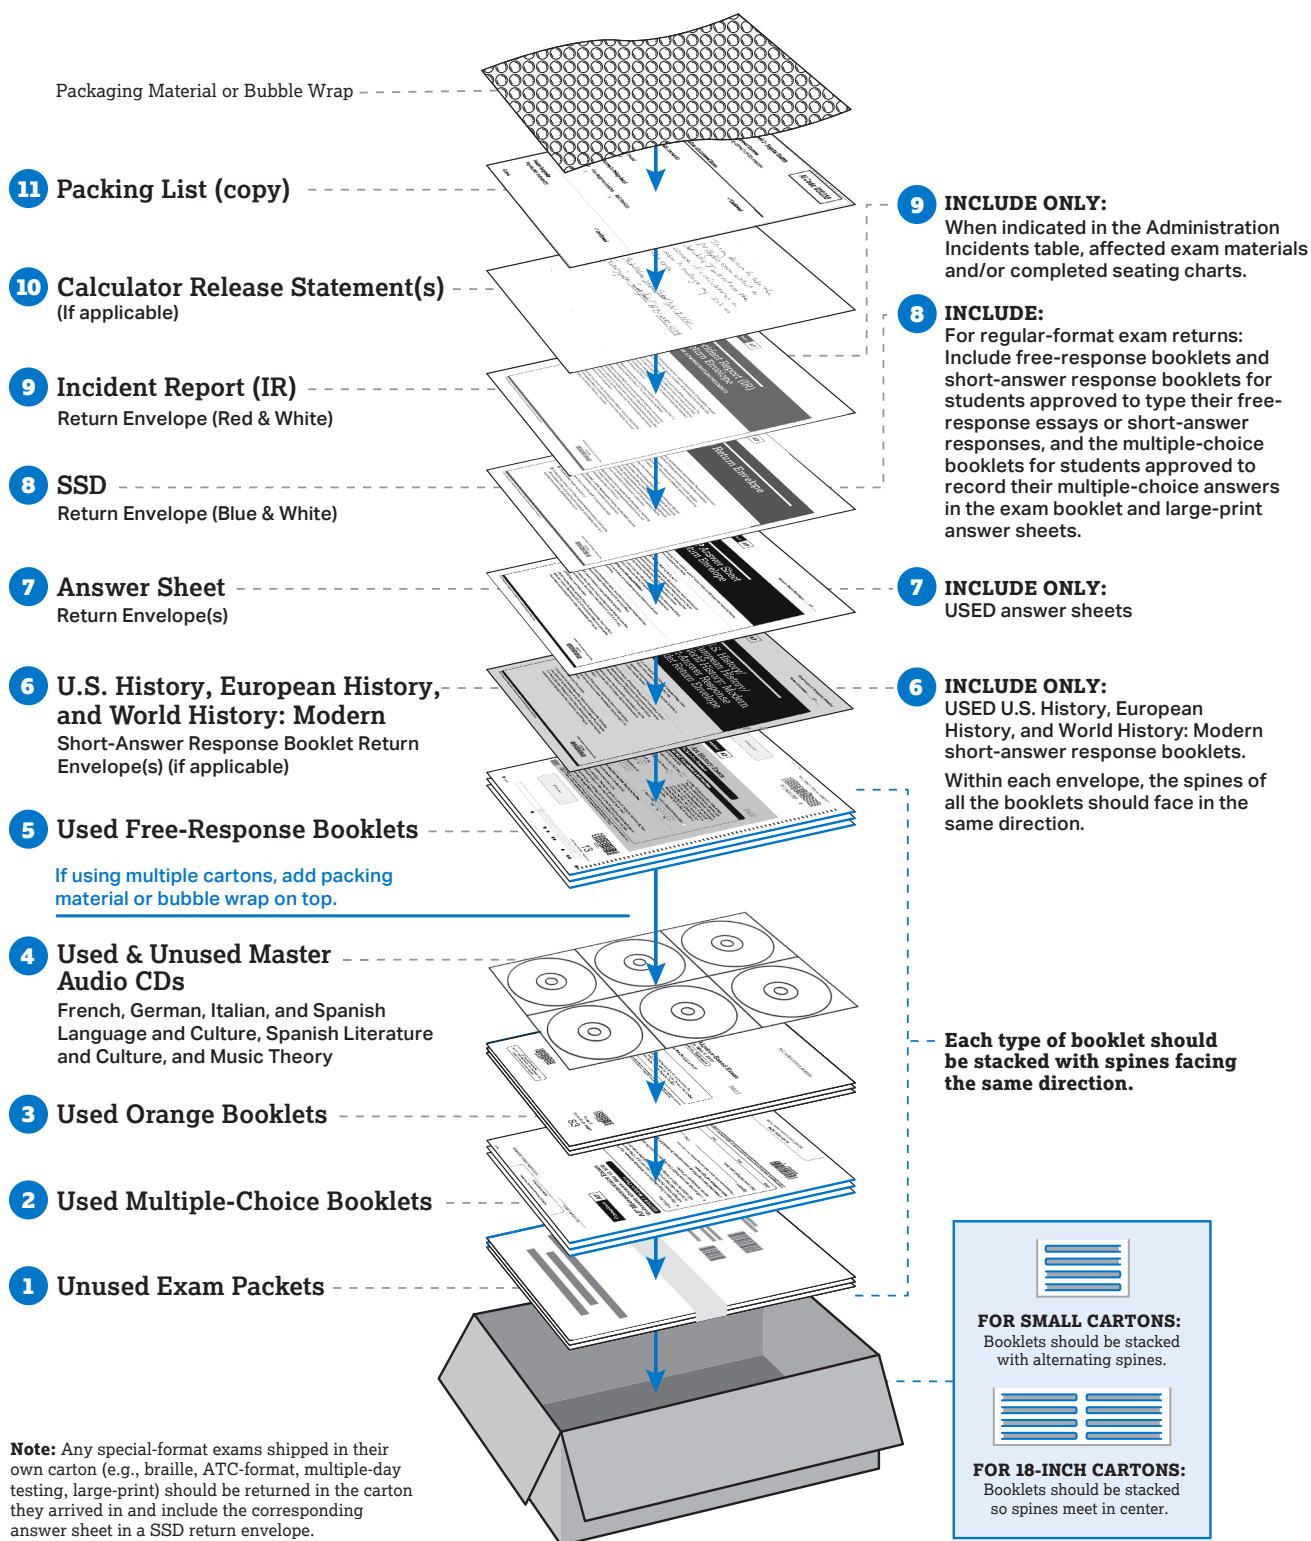 Packaging Material or Bubble Wrap
11 Packing List (copy)
10 Calculator Release Statement(s)
(If applicable)
9 Incident Report (IR)
Return Envelope (Red & White)
8 SSD
Return Envelope (Blue & White)
7 Answer Sheet
Return Envelope(s)
6 U.S. History, European History,
and World History: Modern
Short-Answer Response Booklet Return
Envelope(s) (if applicable)
5 Used Free-Response Booklets
If using multiple cartons, add packing
material or bubble wrap on top.
4 Used & Unused Master
Audio CDs
French, German, Italian, and Spanish
Language and Culture, Spanish Literature
and Culture, and Music Theory
3 Used Orange Booklets
2 Used Multiple-Choice Booklets
1 Unused Exam Packets
Note: Any special-format exams shipped in their
own carton (e.g., braille, ATC-format, multiple-day
testing, large-print) should be returned in the carton
they arrived in and include the corresponding
answer sheet in a SSD return envelope.
Return Envelope
9 INCLUDE ONLY:
When indicated in the Administration
Incidents table, affected exam materials
and/or completed seating charts.
8 INCLUDE:
For regular-format exam returns:
Include free-response booklets and
short-answer response booklets for
students approved to type their free-
response essays or short-answer
responses, and the multiple-choice
booklets for students approved to
record their multiple-choice answers
in the exam booklet and large-print
answer sheets.
7 INCLUDE ONLY:
USED answer sheets
6 INCLUDE ONLY:
USED U.S. History, European
History, and World History: Modern
short-answer response booklets.
Within each envelope, the spines of
all the booklets should face in the
same direction.
Each type of booklet should
be stacked with spines facing
the same direction.
FOR SMALL CARTONS:
Booklets should be stacked
with alternating spines.
FOR 18-INCH CARTONS:
Booklets should be stacked
so spines meet in center.